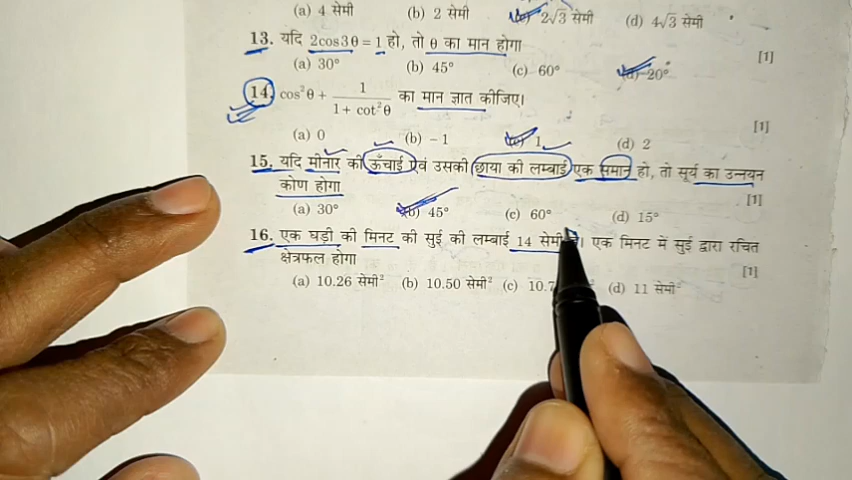 (a) 4 सेमी (b) 2 सेमी 2√3 सेमी (d) 4√3 सेमी
13. यदि 2cos3θ = 1 हो, तो θ का मान होगा [1]
(a) 30° (b) 45° (c) 60° (d) 20°
14. cos²θ + 1/(1 + cot²θ) का मान ज्ञात कीजिए। [1]
(a) 0 (b) – 1 (c) 1 (d) 2
15. यदि मीनार की ऊँचाई एवं उसकी छाया की लम्बाई एक समान हो, तो सूर्य का उन्नयन
कोण होगा [1]
(a) 30° (b) 45° (c) 60° (d) 15°
16. एक घड़ी की मिनट की सुई की लम्बाई 14 सेमी एक मिनट में सुई द्वारा रचित
क्षेत्रफल होगा [1]
(a) 10.26 सेमी² (b) 10.50 सेमी² (c) (d) 11 सेमी²